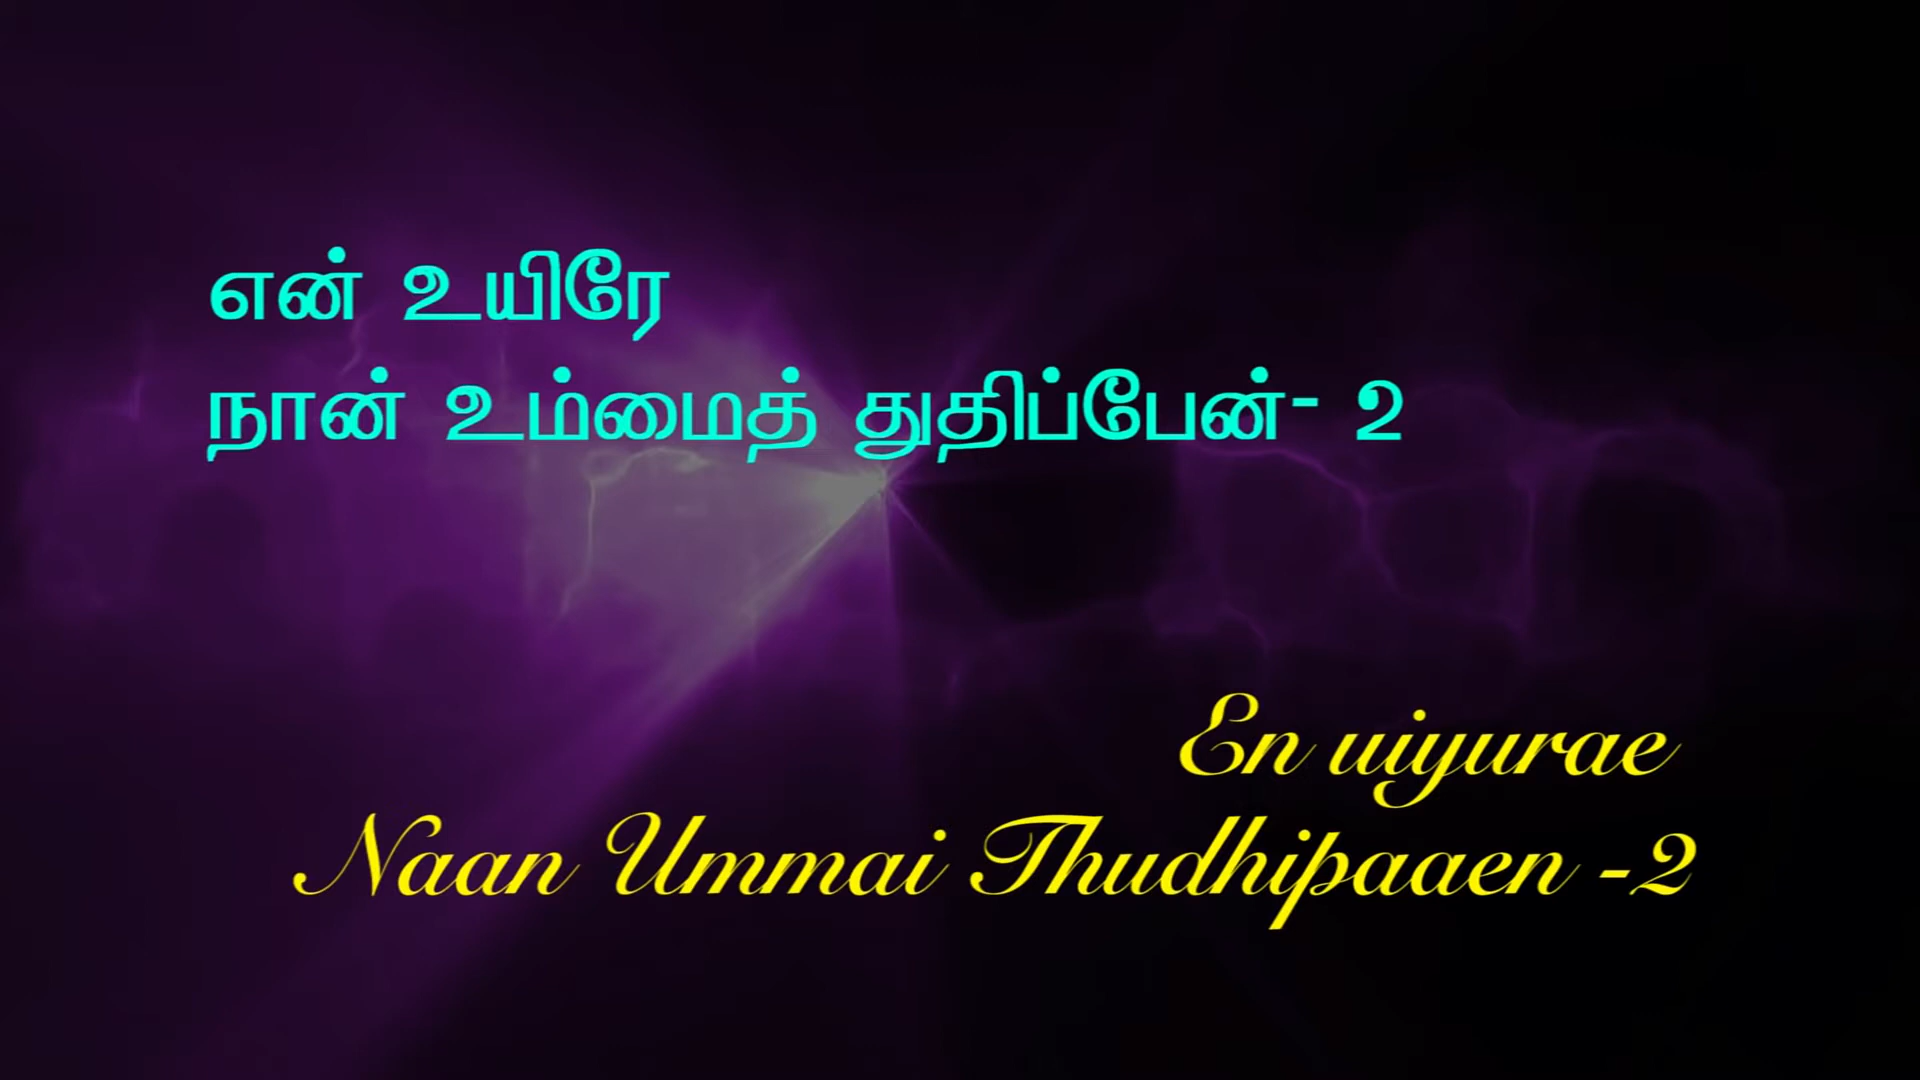 என் உயிரே
நான் உம்மைத் துதிப்பேன்- 2
En uiyurae
Naan Ummai Thudhipaaen -2